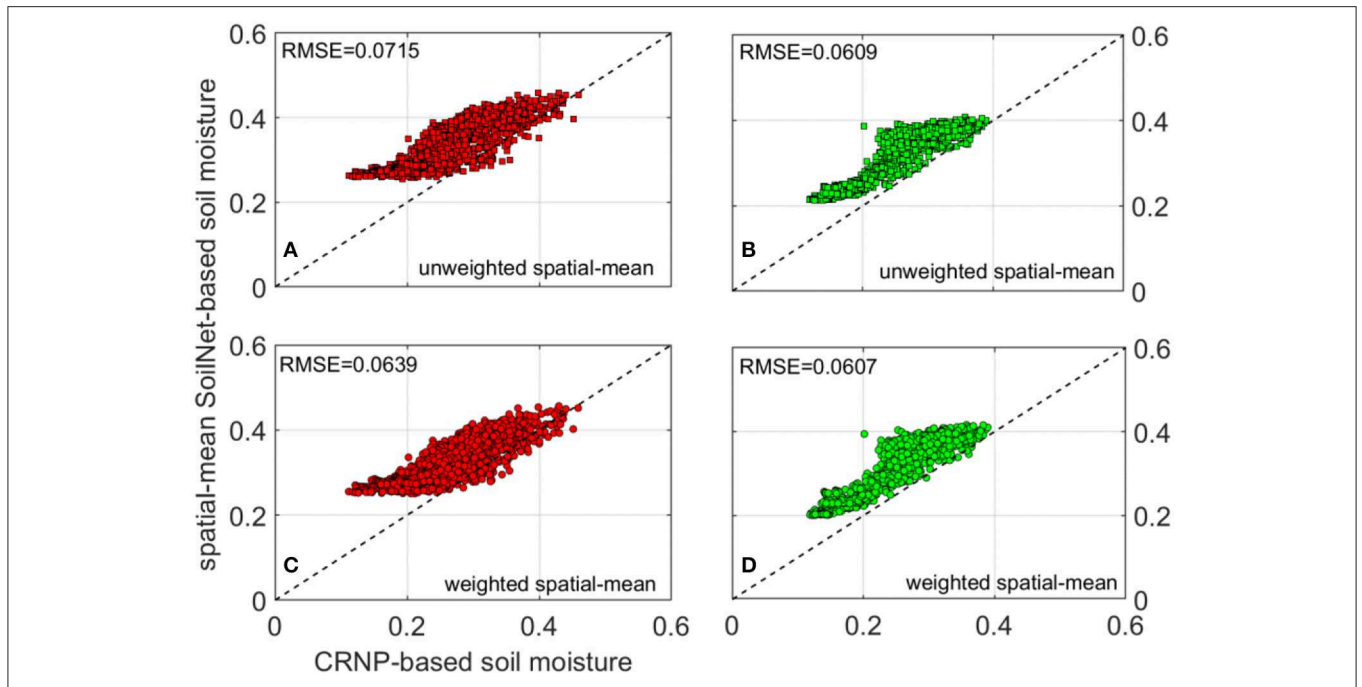 RMSE=0.0715
0.6
0.4
0.2
0
A
unweighted spatial-mean
RMSE=0.0609
0.6
0.4
0.2
0
B
unweighted spatial-mean
spatial-mean SoilNet-based soil moisture
RMSE=0.0639
0.6
0.4
0.2
0
C
weighted spatial-mean
0 0.2 0.4 0.6
CRNP-based soil moisture
RMSE=0.0607
0.6
0.4
0.2
0
D
weighted spatial-mean
0 0.2 0.4 0.6